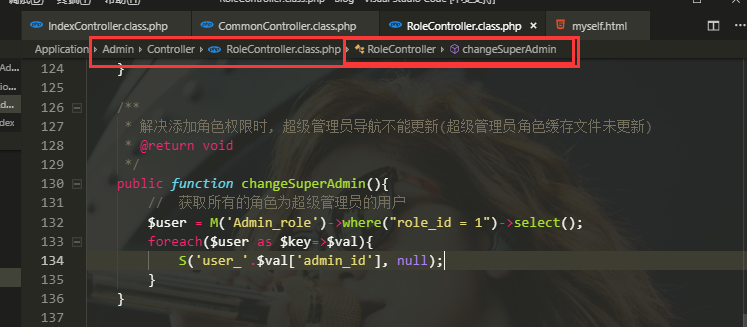 IndexController.class.php CommonController.class.php RoleController.class.php × myself.html
Application › Admin › Controller › RoleController.class.php › RoleController › changeSuperAdmin
124 }
125
126 /**
127 * 解决添加角色权限时, 超级管理员导航不能更新(超级管理员角色缓存文件未更新)
128 * @return void
129 */
130 public function changeSuperAdmin(){
131 // 获取所有的角色为超级管理员的用户
132 $user = M('Admin_role')->where("role_id = 1")->select();
133 foreach($user as $key=>$val){
134 S('user_'.$val['admin_id'], null);
135 }
136 }
137